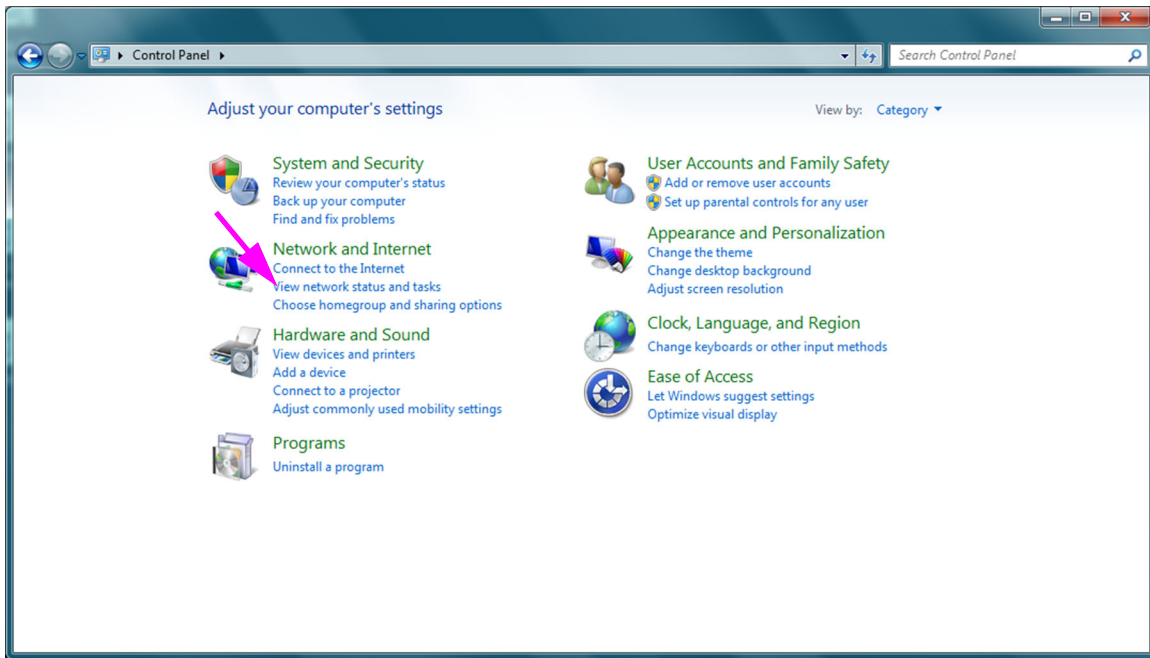 Control Panel
Search Control Panel
Adjust your computer's settings
View by: Category
System and Security
Review your computer's status
Back up your computer
Find and fix problems
Network and Internet
Connect to the Internet
View network status and tasks
Choose homegroup and sharing options
Hardware and Sound
View devices and printers
Add a device
Connect to a projector
Adjust commonly used mobility settings
Programs
Uninstall a program
User Accounts and Family Safety
Add or remove user accounts
Set up parental controls for any user
Appearance and Personalization
Change the theme
Change desktop background
Adjust screen resolution
Clock, Language, and Region
Change keyboards or other input methods
Ease of Access
Let Windows suggest settings
Optimize visual display